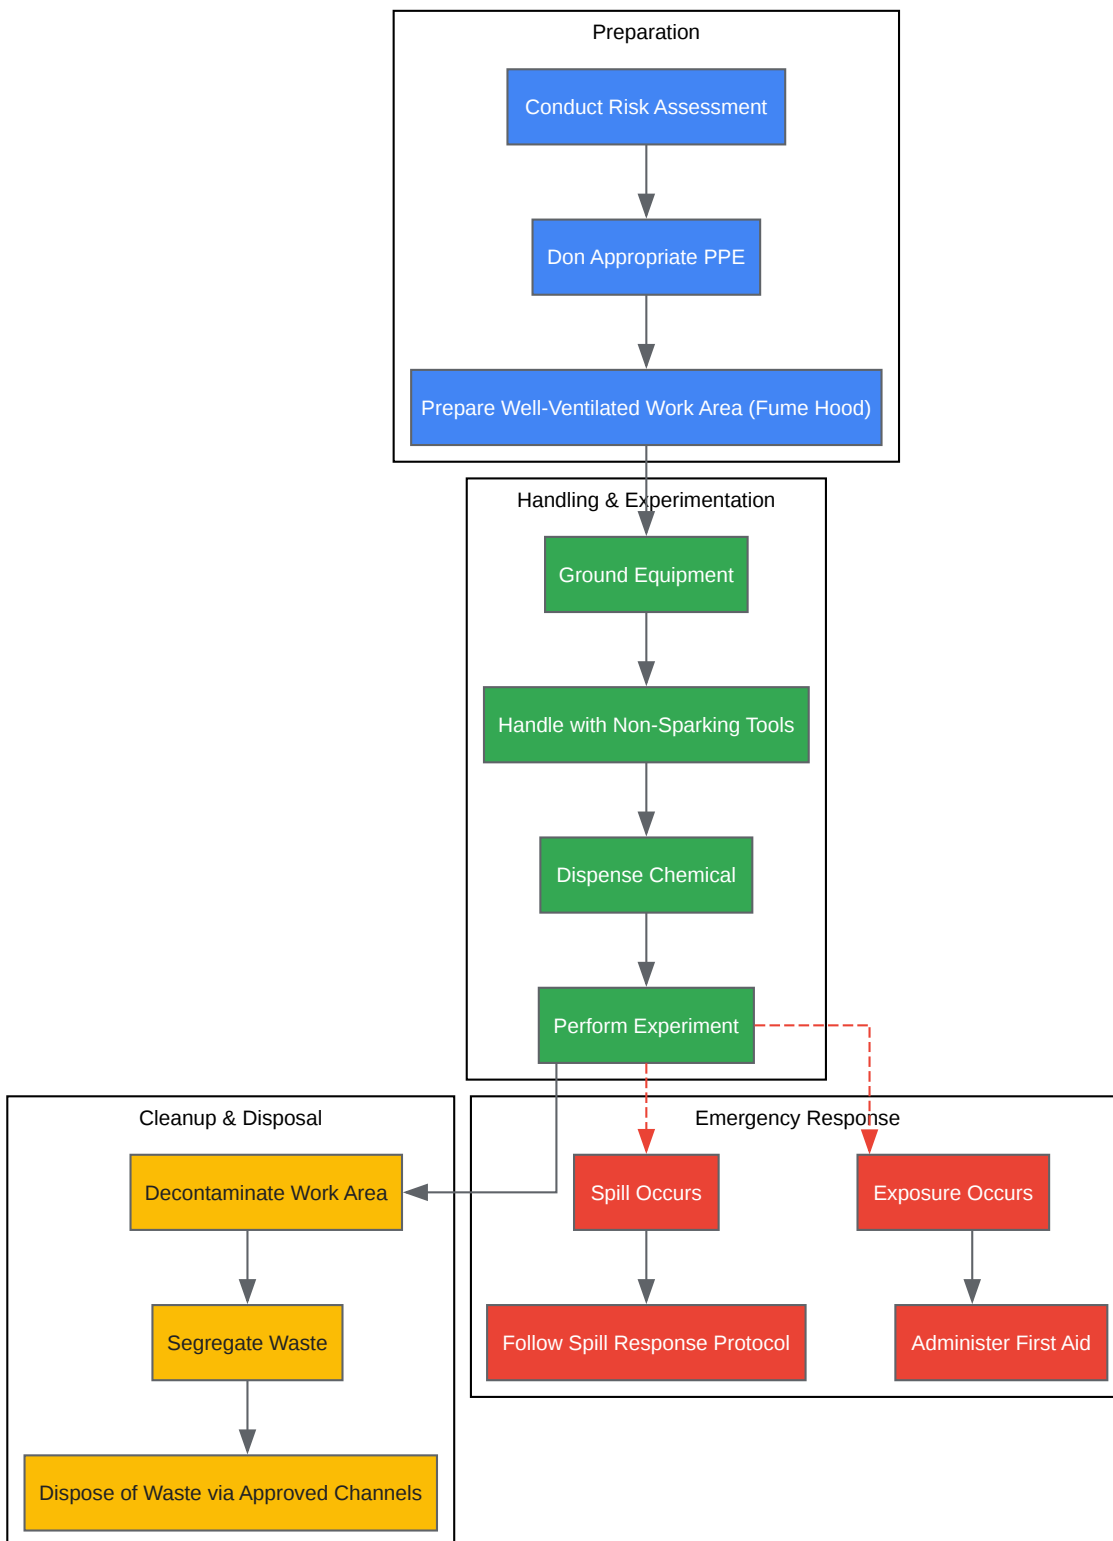 Preparation
Conduct Risk Assessment
Don Appropriate PPE
Prepare Well-Ventilated Work Area (Fume Hood)
Handling & Experimentation
Ground Equipment
Handle with Non-Sparking Tools
Dispense Chemical
Perform Experiment
Cleanup & Disposal
Decontaminate Work Area
Segregate Waste
Dispose of Waste via Approved Channels
Emergency Response
Spill Occurs
Follow Spill Response Protocol
Exposure Occurs
Administer First Aid